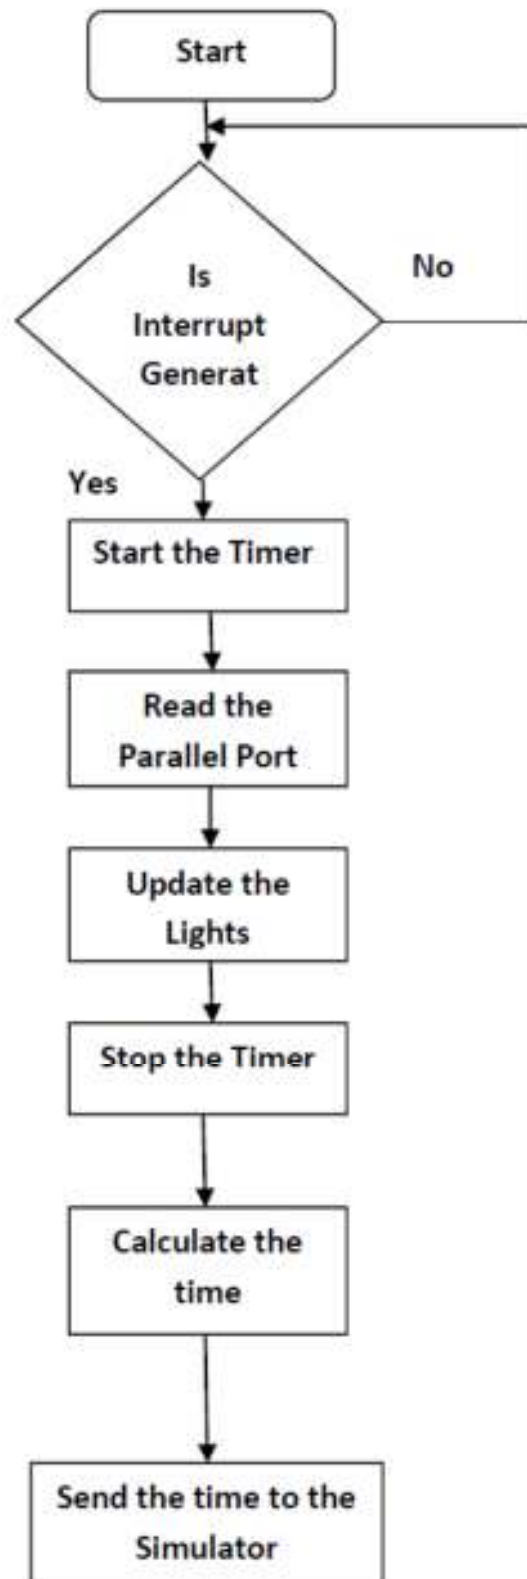 Start
Is
Interrupt
Generat
No
Yes
Start the Timer
Read the
Parallel Port
Update the
Lights
Stop the Timer
Calculate the
time
Send the time to the
Simulator